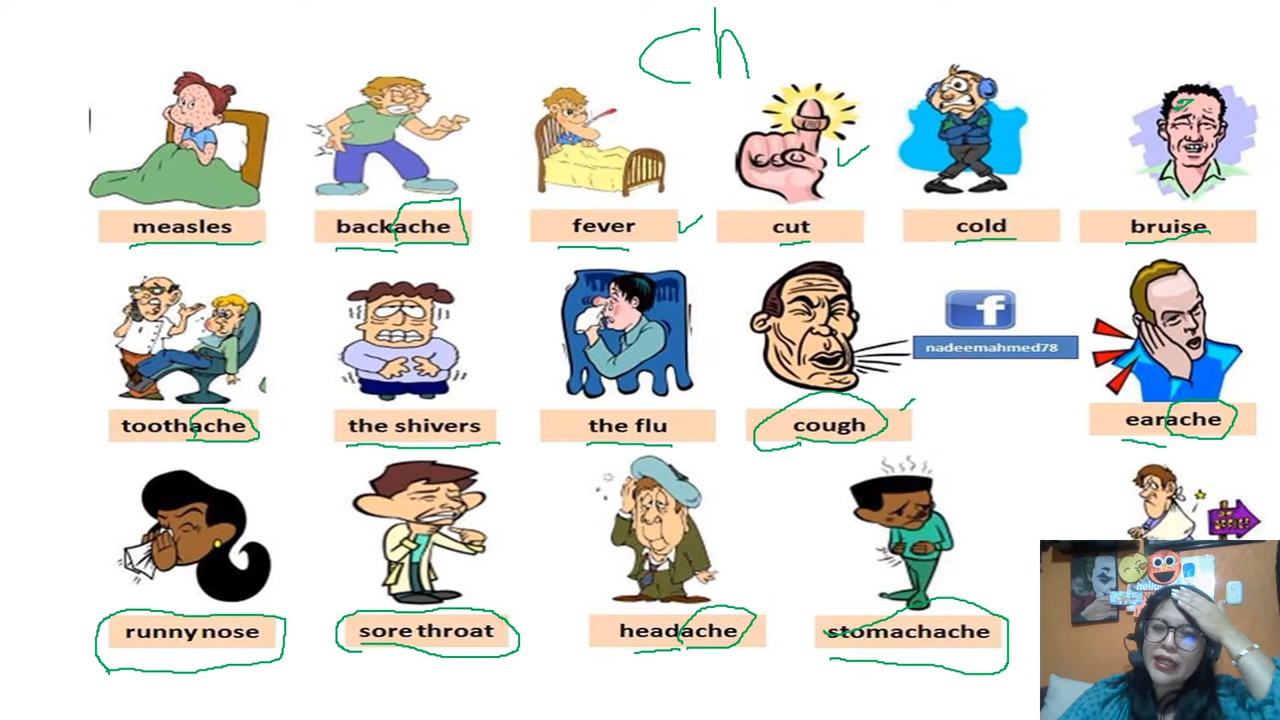 ch
measles backache fever cut cold bruise
f
nadeemahmed78
toothache the shivers the flu cough earache
OFFICE
runny nose sore throat headache stomachache